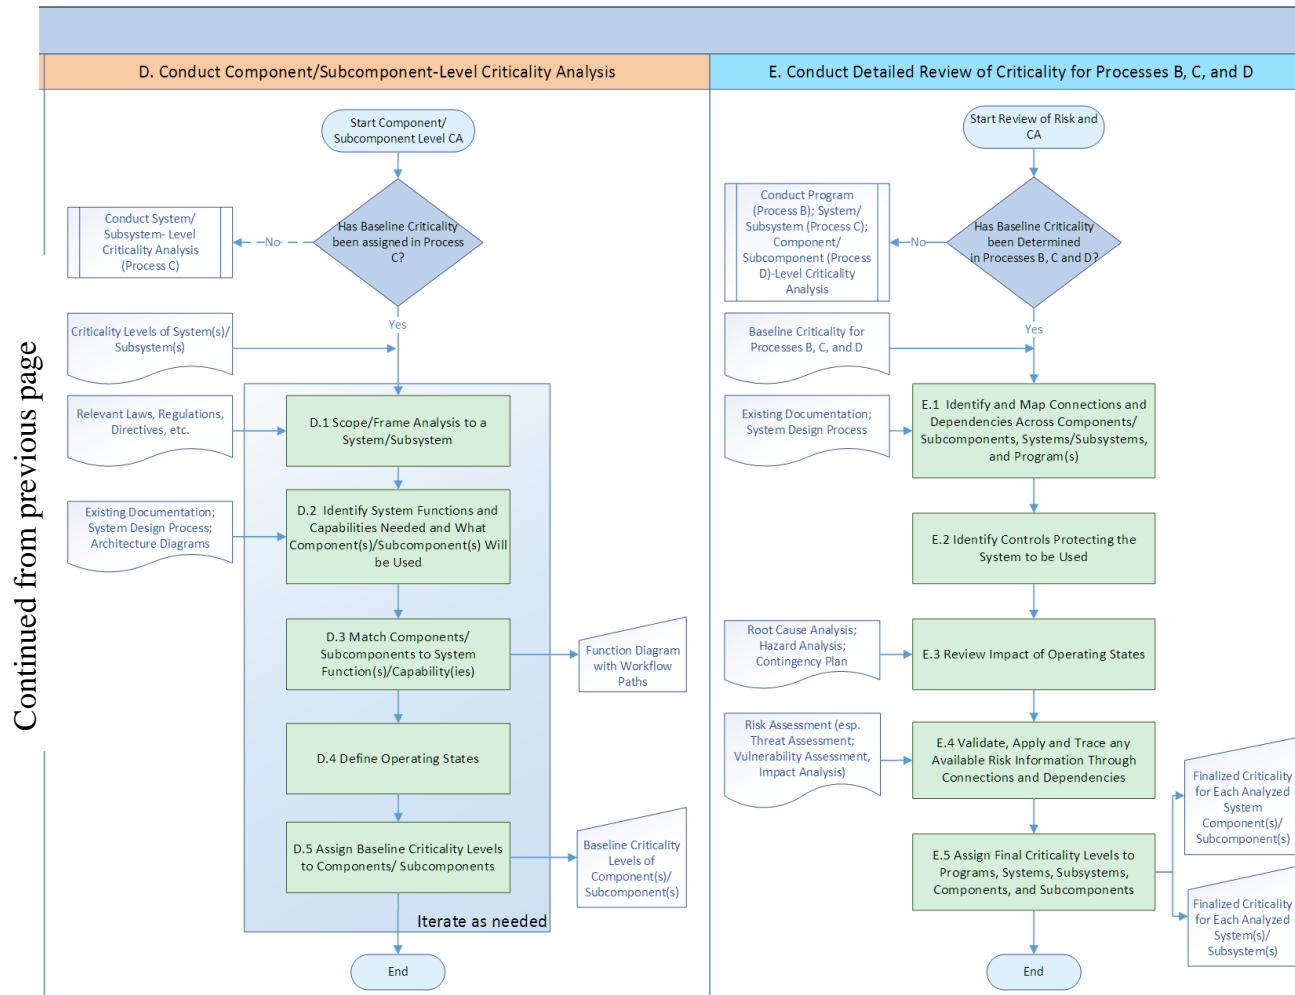 Continued from previous page
D. Conduct Component/Subcomponent-Level Criticality Analysis
Start Component/
Subcomponent Level CA
Has Baseline Criticality
been assigned in Process
C?
No
Conduct System/
Subsystem- Level
Criticality Analysis
(Process C)
Yes
Criticality Levels of System(s)/
Subsystem(s)
Relevant Laws, Regulations,
Directives, etc.
D.1 Scope/Frame Analysis to a
System/Subsystem
Existing Documentation;
System Design Process;
Architecture Diagrams
D.2 Identify System Functions and
Capabilities Needed and What
Component(s)/Subcomponent(s) Will
be Used
D.3 Match Components/
Subcomponents to System
Function(s)/Capability(ies)
Function Diagram
with Workflow
Paths
D.4 Define Operating States
D.5 Assign Baseline Criticality Levels
to Components/ Subcomponents
Baseline Criticality
Levels of
Component(s)/
Subcomponent(s)
Iterate as needed
End
E. Conduct Detailed Review of Criticality for Processes B, C, and D
Start Review of Risk and
CA
Has Baseline Criticality
been Determined
in Processes B, C and D?
No
Conduct Program
(Process B); System/
Subsystem (Process C);
Component/
Subcomponent (Process
D)-Level Criticality
Analysis
Yes
Baseline Criticality for
Processes B, C, and D
Existing Documentation;
System Design Process
E.1 Identify and Map Connections and
Dependencies Across Components/
Subcomponents, Systems/Subsystems,
and Program(s)
E.2 Identify Controls Protecting the
System to be Used
Root Cause Analysis;
Hazard Analysis;
Contingency Plan
E.3 Review Impact of Operating States
Risk Assessment (esp.
Threat Assessment;
Vulnerability Assessment,
Impact Analysis)
E.4 Validate, Apply and Trace any
Available Risk Information Through
Connections and Dependencies
E.5 Assign Final Criticality Levels to
Programs, Systems, Subsystems,
Components, and Subcomponents
Finalized Criticality
for Each Analyzed
System
Component(s)/
Subcomponent(s)
Finalized Criticality
for Each Analyzed
System(s)/
Subsystem(s)
End